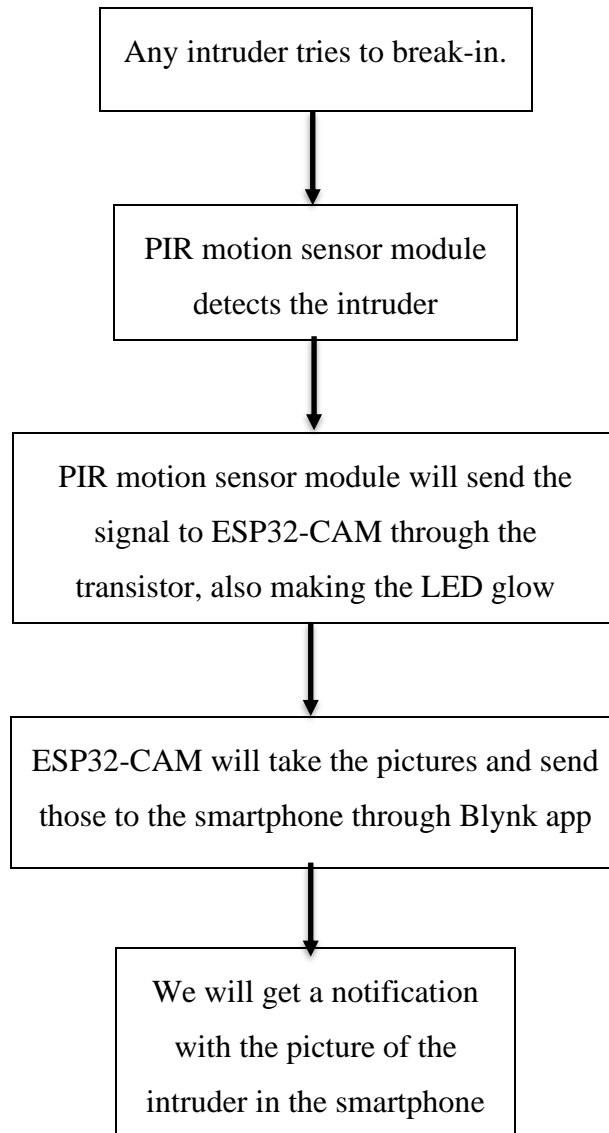 Any intruder tries to break-in.
PIR motion sensor module
detects the intruder
PIR motion sensor module will send the
signal to ESP32-CAM through the
transistor, also making the LED glow
ESP32-CAM will take the pictures and send
those to the smartphone through Blynk app
We will get a notification
with the picture of the
intruder in the smartphone